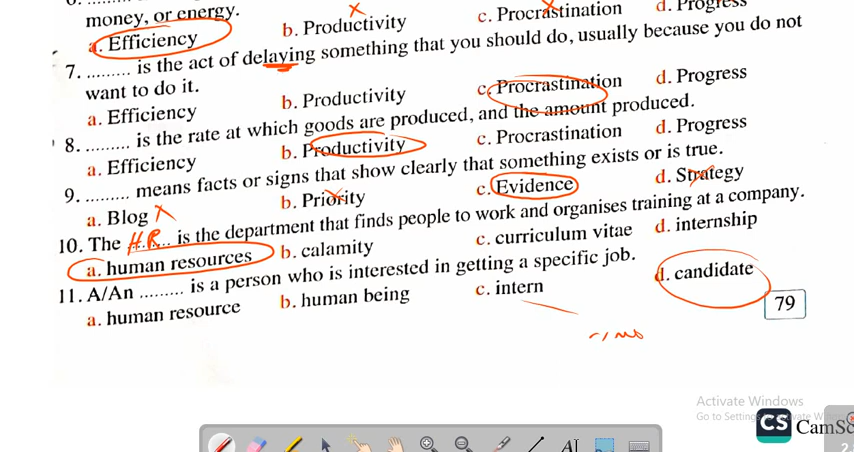 money, or energy.
a. Efficiency b. Productivity c. Procrastination d. Progress
7. ......... is the act of delaying something that you should do, usually because you do not
want to do it.
a. Efficiency b. Productivity c. Procrastination d. Progress
8. ......... is the rate at which goods are produced, and the amount produced.
a. Efficiency b. Productivity c. Procrastination d. Progress
9. ......... means facts or signs that show clearly that something exists or is true.
a. Blog b. Priority c. Evidence d. Strategy
10. The H.R... is the department that finds people to work and organises training at a company.
a. human resources b. calamity c. curriculum vitae d. internship
11. A/An ......... is a person who is interested in getting a specific job.
a. human resource b. human being c. intern d. candidate
79
Activate Windows
Go to Settings
CS CamSc